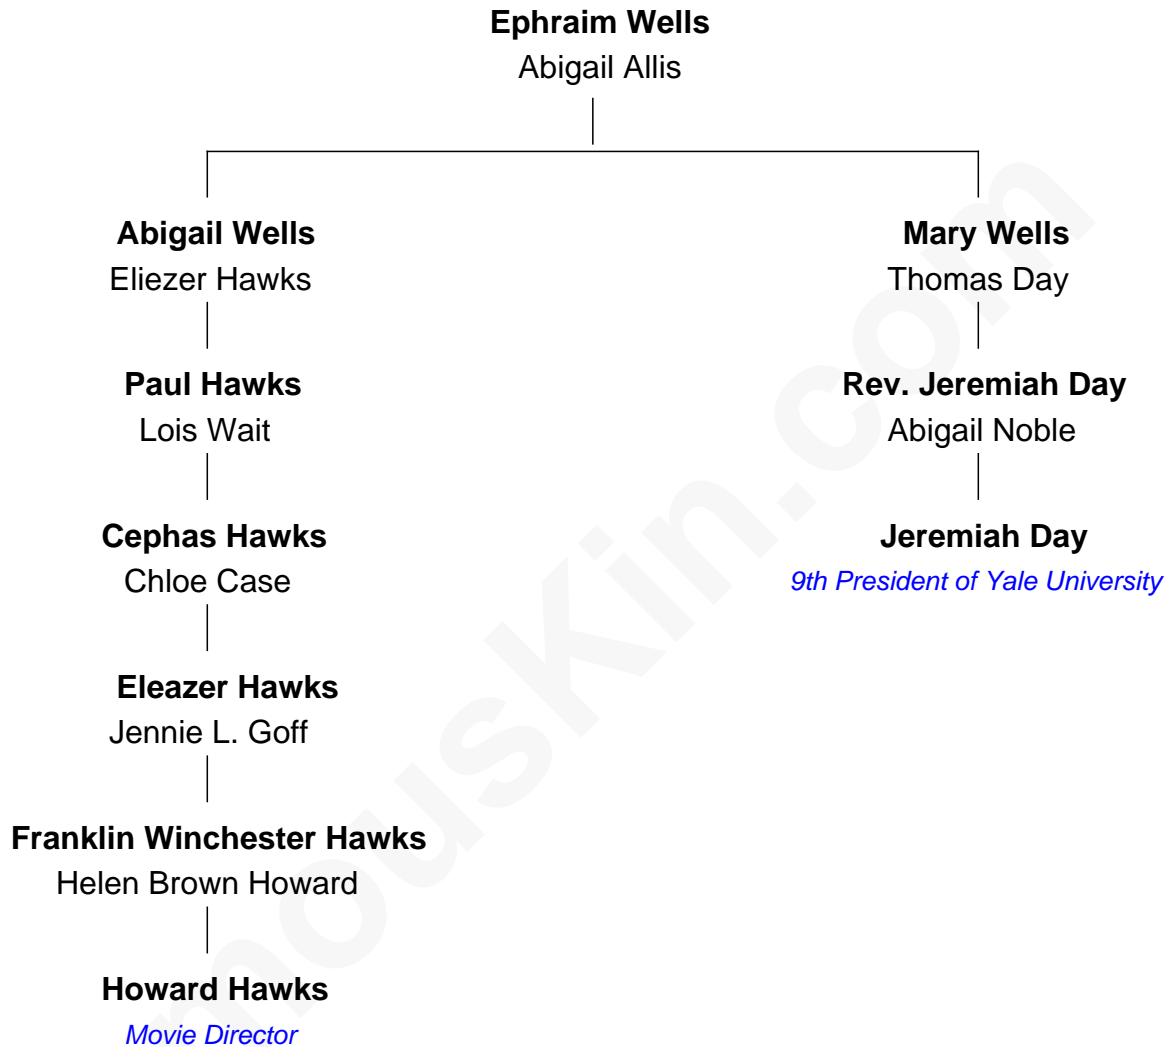 Ephraim Wells
Abigail Allis
Abigail Wells
Eliezer Hawks
Mary Wells
Thomas Day
Paul Hawks
Lois Wait
Rev. Jeremiah Day
Abigail Noble
Cephas Hawks
Chloe Case
Jeremiah Day
9th President of Yale University
Eleazer Hawks
Jennie L. Goff
Franklin Winchester Hawks
Helen Brown Howard
Howard Hawks
Movie Director
mousKin.com